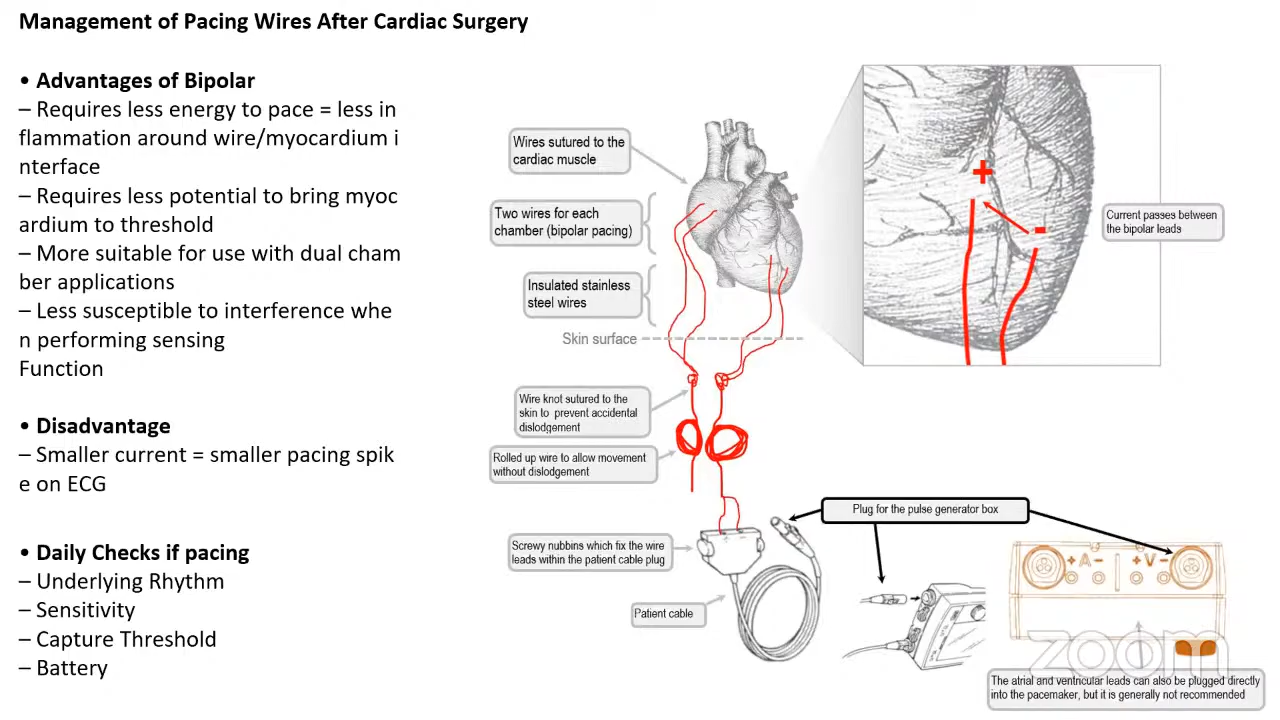 Management of Pacing Wires After Cardiac Surgery
• Advantages of Bipolar
– Requires less energy to pace = less in
flammation around wire/myocardium i
nterface
– Requires less potential to bring myoc
ardium to threshold
– More suitable for use with dual cham
ber applications
– Less susceptible to interference whe
n performing sensing
Function
• Disadvantage
– Smaller current = smaller pacing spik
e on ECG
• Daily Checks if pacing
– Underlying Rhythm
– Sensitivity
– Capture Threshold
– Battery
Wires sutured to the
cardiac muscle
Two wires for each
chamber (bipolar pacing)
Insulated stainless
steel wires
Skin surface
Wire knot sutured to the
skin to prevent accidental
dislodgement
Rolled up wire to allow movement
without dislodgement
Screwy nubbins which fix the wire
leads within the patient cable plug
Patient cable
+
-
Current passes between
the bipolar leads
Plug for the pulse generator box
+A- +V-
zoom
The atrial and ventricular leads can also be plugged directly
into the pacemaker, but it is generally not recommended